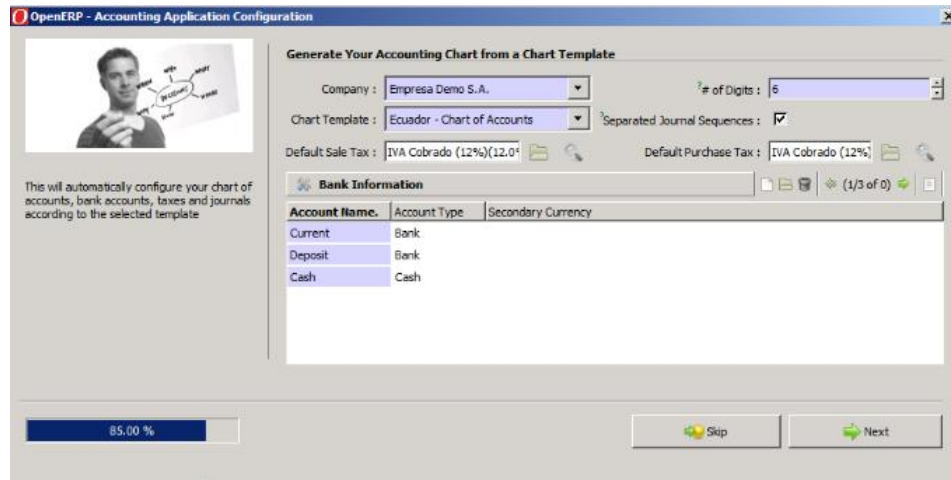 OpenERP - Accounting Application Configuration
Generate Your Accounting Chart from a Chart Template
Company : Empresa Demo S.A. ?# of Digits : 6
Chart Template : Ecuador - Chart of Accounts ?Separated Journal Sequences :
Default Sale Tax : IVA Cobrado (12%)(12.0% Default Purchase Tax : IVA Cobrado (12%)
This will automatically configure your chart of
accounts, bank accounts, taxes and journals
according to the selected template
Bank Information (1/3 of 0)
Account Name. Account Type Secondary Currency
Current Bank
Deposit Bank
Cash Cash
85.00 % Skip Next